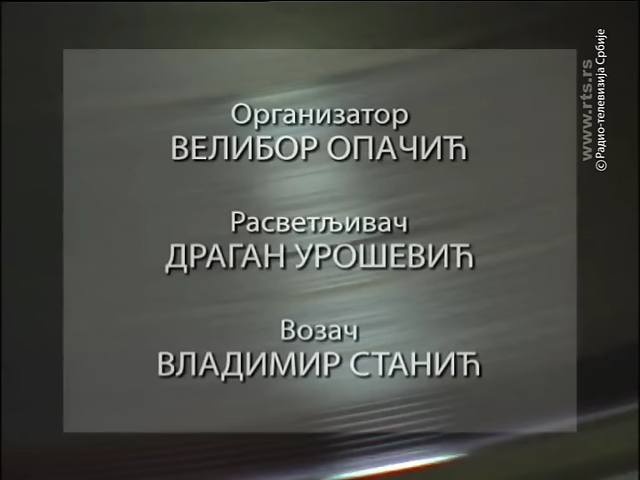 Организатор
ВЕЛИБОР ОПАЧИЋ
Расветљивач
ДРАГАН УРОШЕВИЋ
Возач
ВЛАДИМИР СТАНИЋ
www.rts.rs
©Радио-телевизија Србије